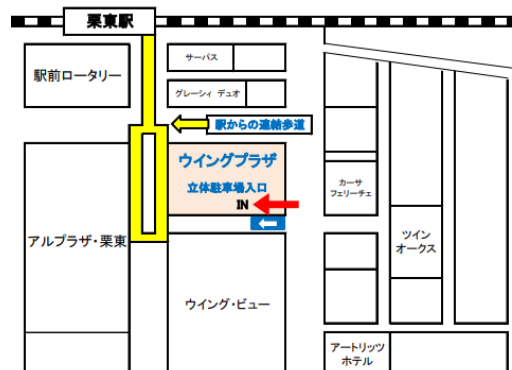 栗東駅
駅前ロータリー
サーパス
グレーシィ デュオ
駅からの連絡歩道
ウイングプラザ
立体駐車場入口
IN
カーサ
フェリーチェ
アルプラザ・栗東
ツイン
オークス
ウイング・ビュー
アートリッツ
ホテル